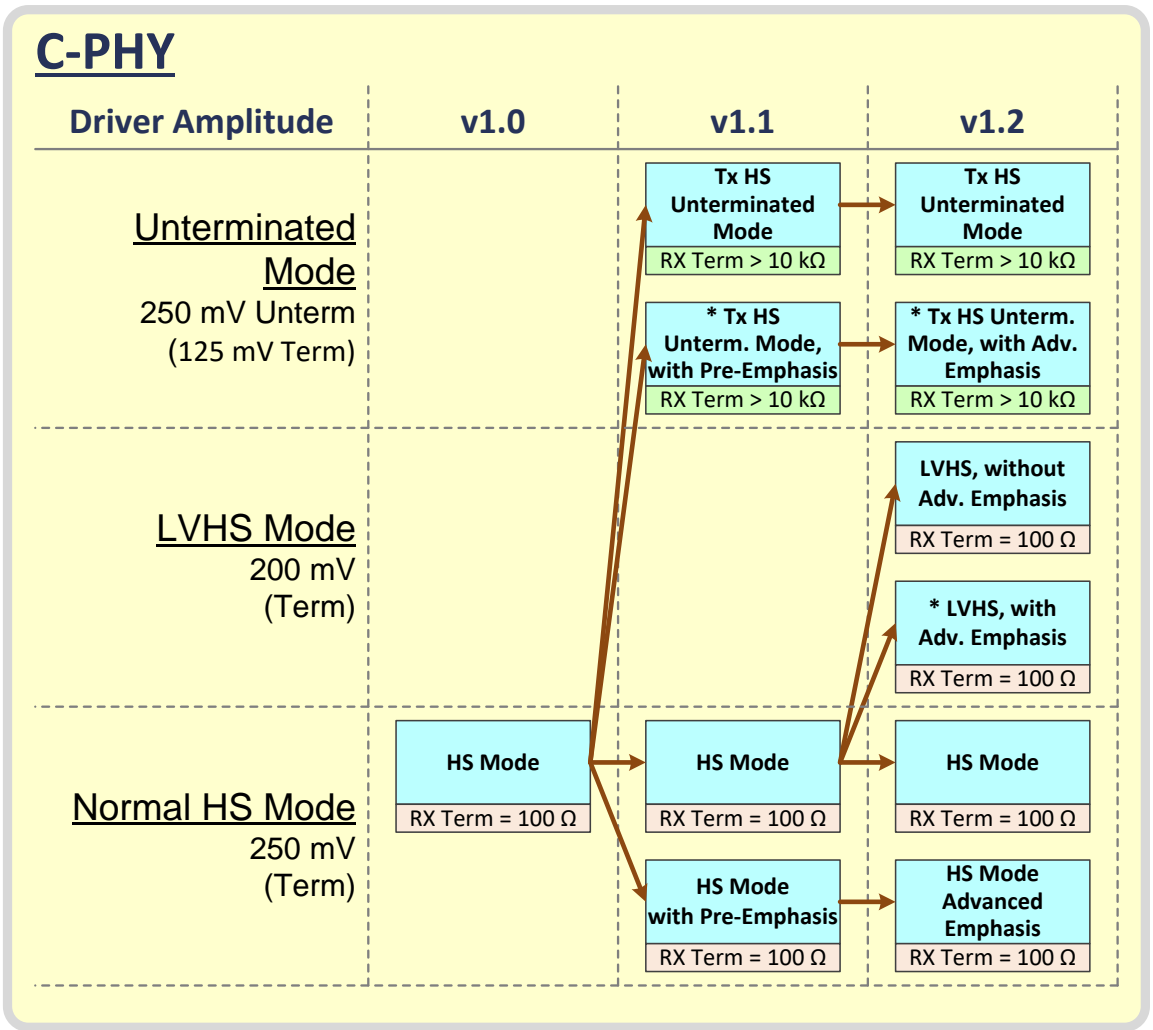 C-PHY
Driver Amplitude
v1.0
v1.1
v1.2
Unterminated
Mode
250 mV Unterm
(125 mV Term)
Tx HS
Unterminated
Mode
RX Term > 10 kΩ
Tx HS
Unterminated
Mode
RX Term > 10 kΩ
* Tx HS
Unterm. Mode,
with Pre-Emphasis
RX Term > 10 kΩ
* Tx HS Unterm.
Mode, with Adv.
Emphasis
RX Term > 10 kΩ
LVHS Mode
200 mV
(Term)
LVHS, without
Adv. Emphasis
RX Term = 100 Ω
* LVHS, with
Adv. Emphasis
RX Term = 100 Ω
Normal HS Mode
250 mV
(Term)
HS Mode
RX Term = 100 Ω
HS Mode
RX Term = 100 Ω
HS Mode
RX Term = 100 Ω
HS Mode
with Pre-Emphasis
RX Term = 100 Ω
HS Mode
Advanced
Emphasis
RX Term = 100 Ω